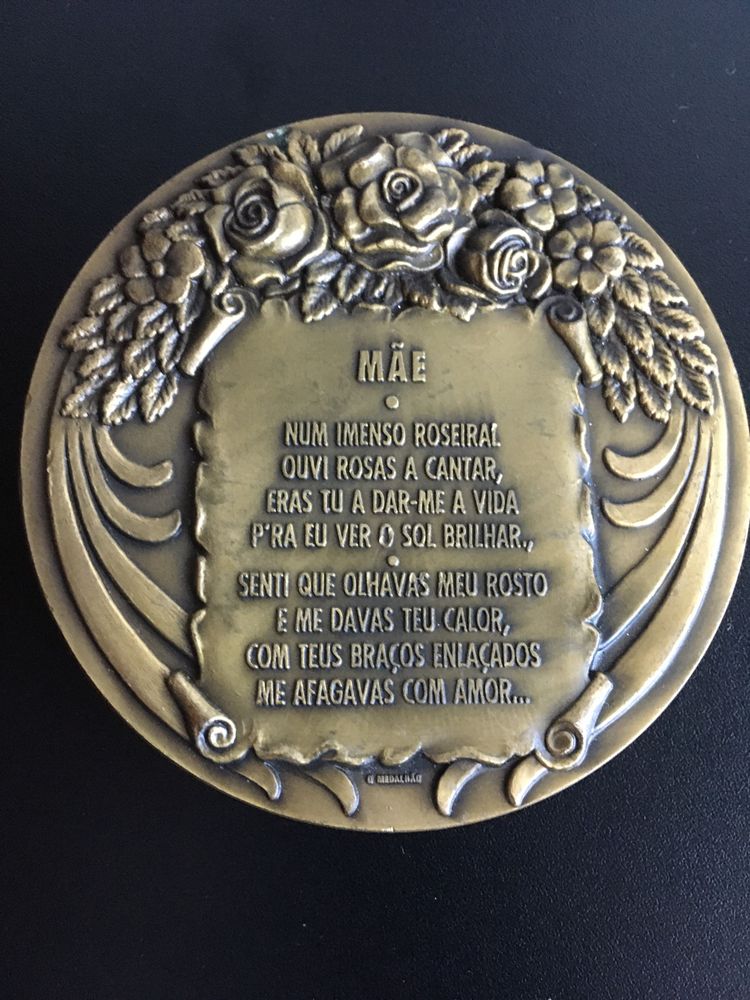 MÃE
NUM IMENSO ROSEIRAL
OUVI ROSAS A CANTAR,
ERAS TU A DAR-ME A VIDA
P'RA EU VER O SOL BRILHAR.,
SENTI QUE OLHAVAS MEU ROSTO
E ME DAVAS TEU CALOR,
COM TEUS BRAÇOS ENLAÇADOS
ME AFAGAVAS COM AMOR...
O MEDALHÃO